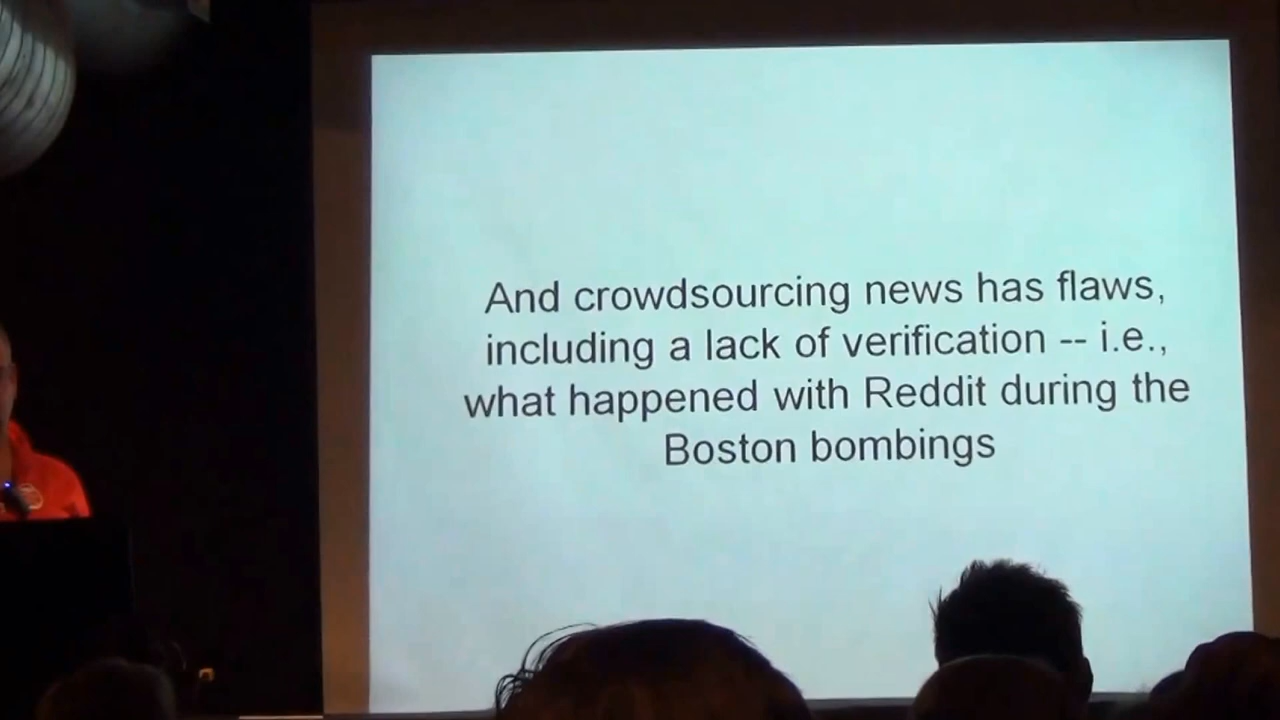 And crowdsourcing news has flaws,
including a lack of verification -- i.e.,
what happened with Reddit during the
Boston bombings